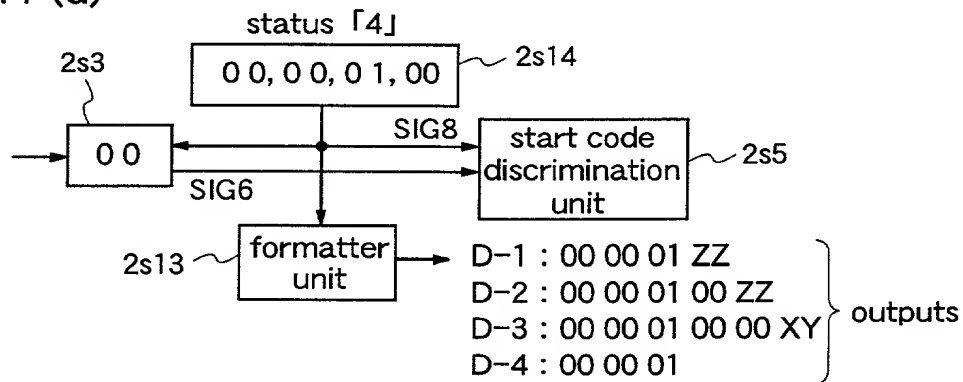 status「4」
2s3
0 0, 0 0, 0 1, 00
2s14
0 0
SIG8
start code
discrimination
unit
2s5
SIG6
2s13
formatter
unit
D-1 : 00 00 01 ZZ
D-2 : 00 00 01 00 ZZ
D-3 : 00 00 01 00 00 XY
D-4 : 00 00 01
outputs